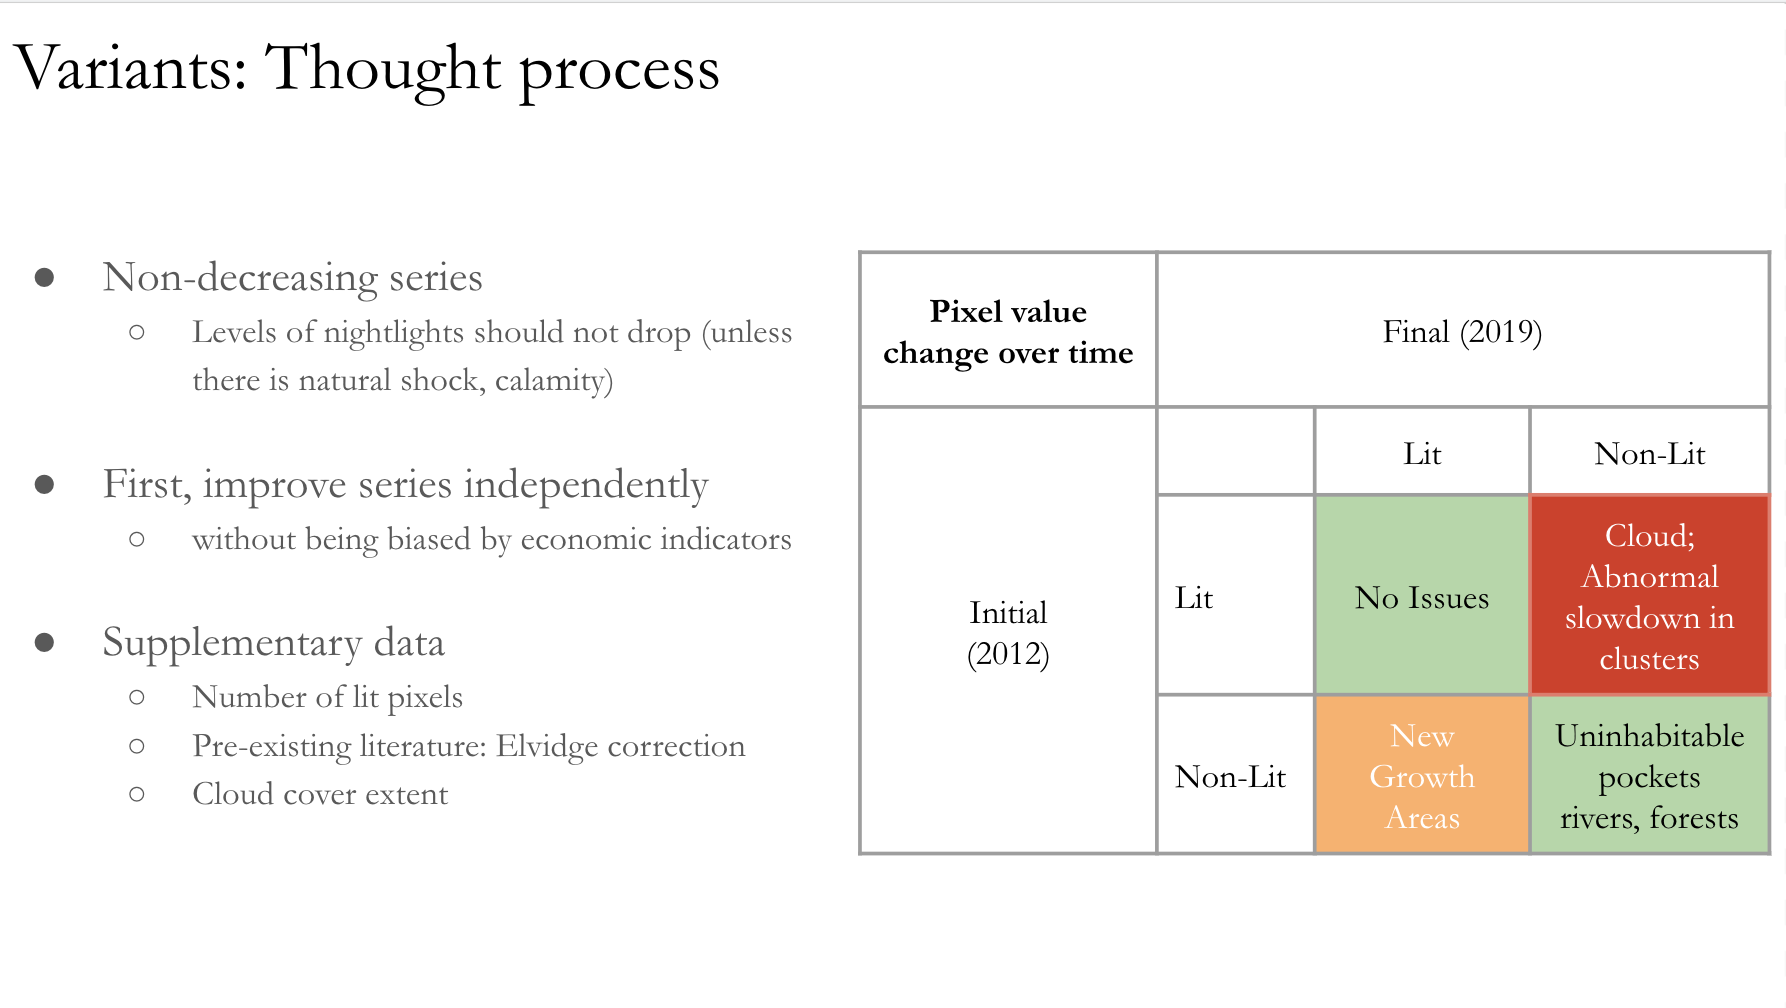 Variants: Thought process
● Non-decreasing series
○ Levels of nightlights should not drop (unless
there is natural shock, calamity)
● First, improve series independently
○ without being biased by economic indicators
● Supplementary data
○ Number of lit pixels
○ Pre-existing literature: Elvidge correction
○ Cloud cover extent
Pixel value
change over time
Final (2019)
Initial
(2012)
Lit
Non-Lit
Lit
No Issues
Cloud;
Abnormal
slowdown in
clusters
Non-Lit
New
Growth
Areas
Uninhabitable
pockets
rivers, forests